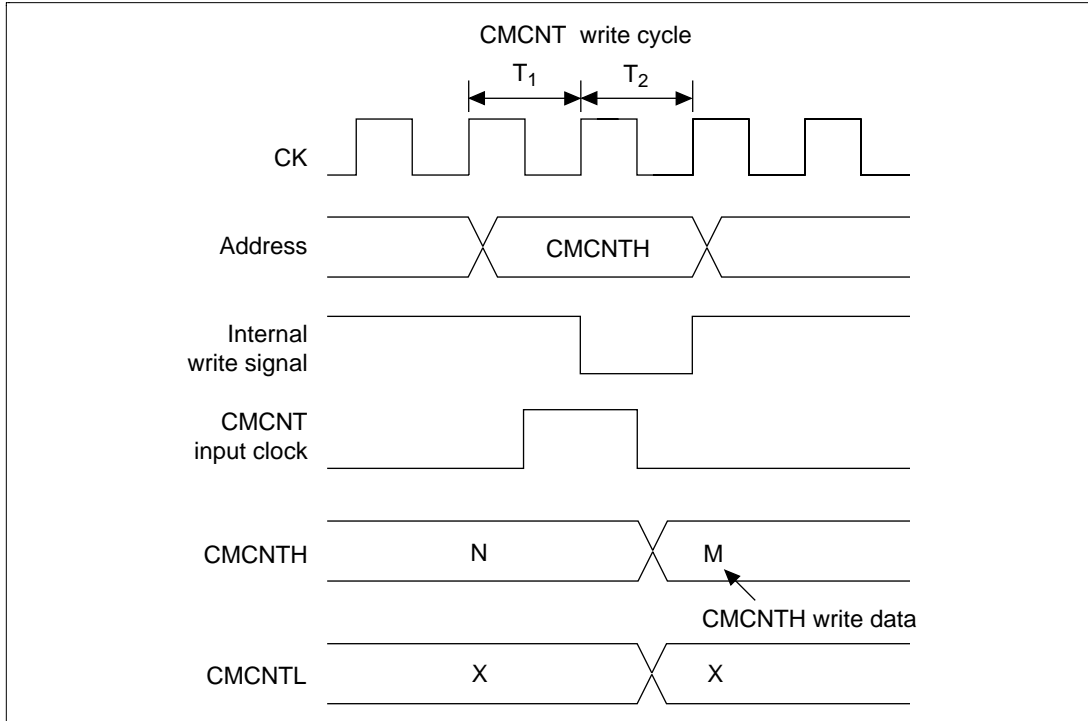 CMCNT write cycle
T1 T2
CK
Address CMCNTH
Internal
write signal
CMCNT
input clock
CMCNTH N M
CMCNTH write data
CMCNTL X X